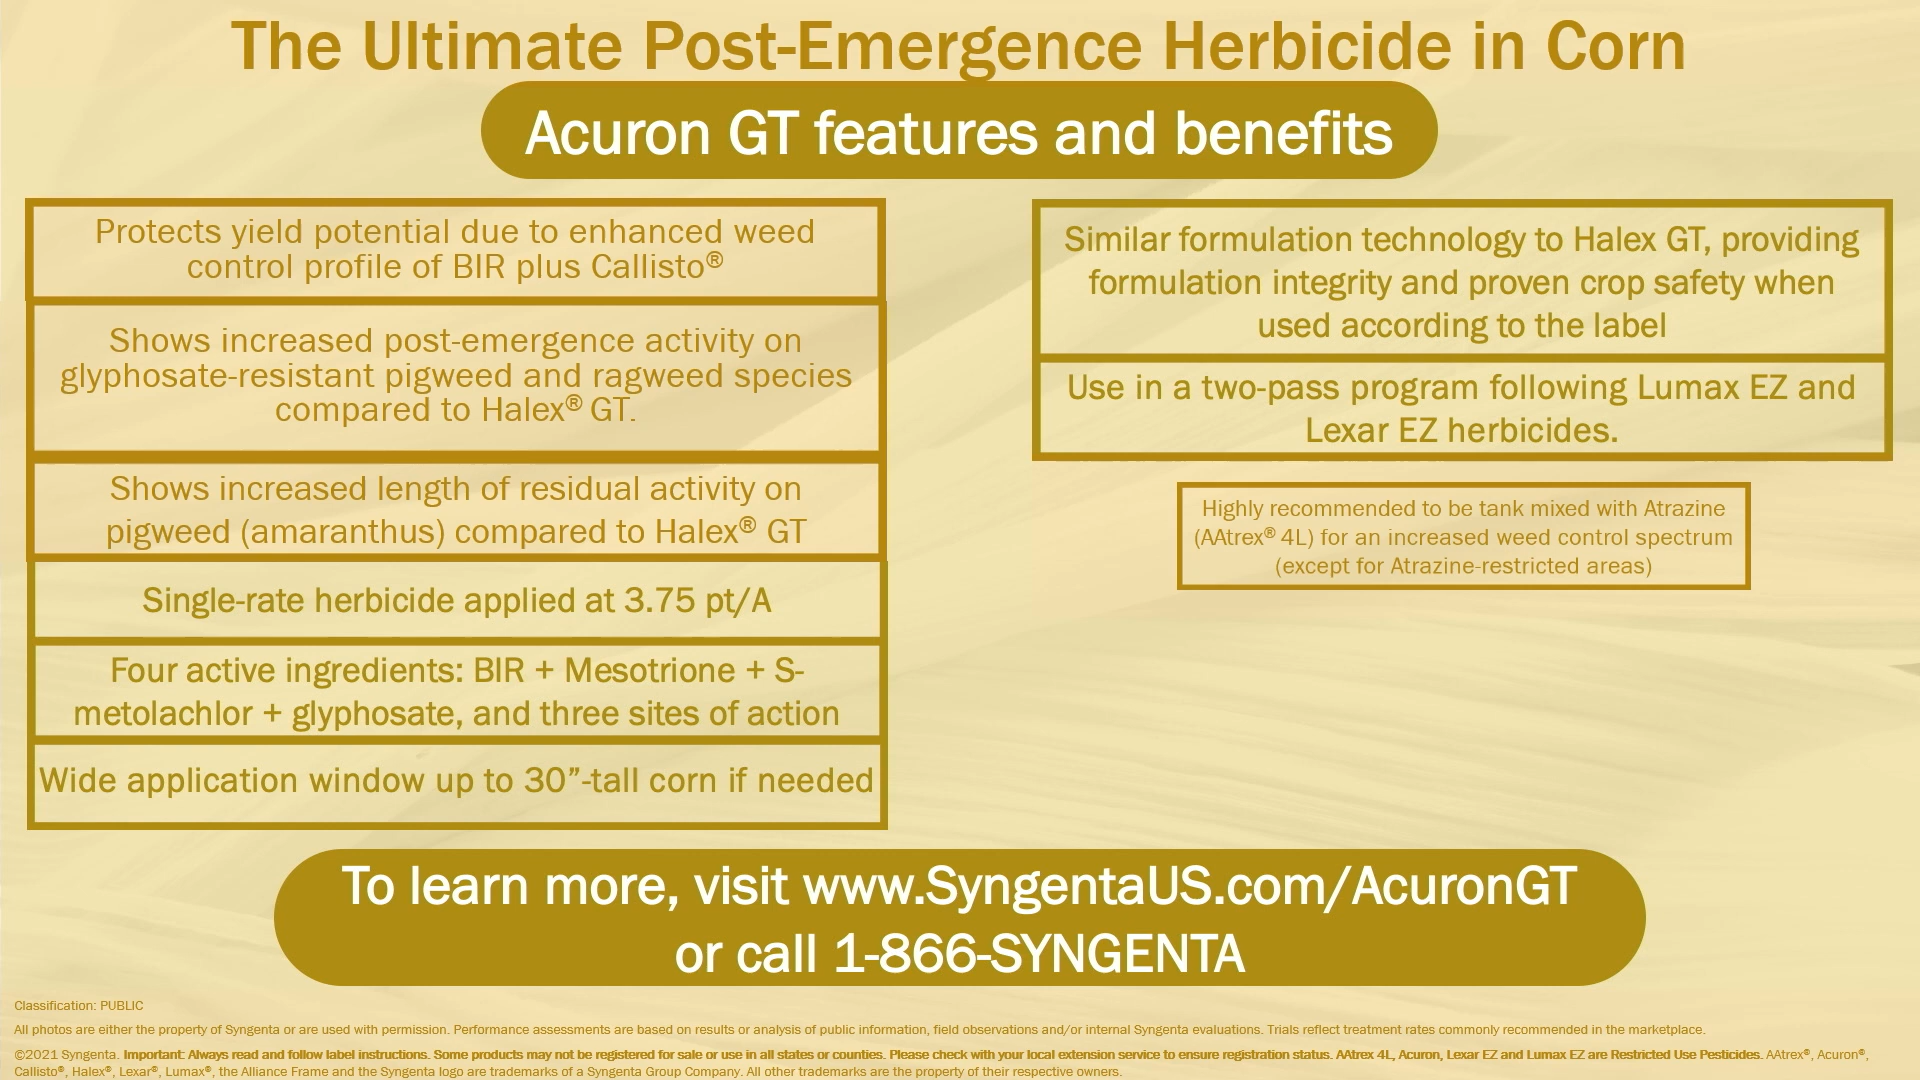 The Ultimate Post-Emergence Herbicide in Corn
Acuron GT features and benefits
Protects yield potential due to enhanced weed
control profile of BIR plus Callisto®
Shows increased post-emergence activity on
glyphosate-resistant pigweed and ragweed species
compared to Halex® GT.
Shows increased length of residual activity on
pigweed (amaranthus) compared to Halex® GT
Single-rate herbicide applied at 3.75 pt/A
Four active ingredients: BIR + Mesotrione + S-
metolachlor + glyphosate, and three sites of action
Wide application window up to 30”-tall corn if needed
Similar formulation technology to Halex GT, providing
formulation integrity and proven crop safety when
used according to the label
Use in a two-pass program following Lumax EZ and
Lexar EZ herbicides.
Highly recommended to be tank mixed with Atrazine
(AAtrex® 4L) for an increased weed control spectrum
(except for Atrazine-restricted areas)
To learn more, visit www.SyngentaUS.com/AcuronGT
or call 1-866-SYNGENTA
Classification: PUBLIC
All photos are either the property of Syngenta or are used with permission. Performance assessments are based on results or analysis of public information, field observations and/or internal Syngenta evaluations. Trials reflect treatment rates commonly recommended in the marketplace.
©2021 Syngenta. Important: Always read and follow label instructions. Some products may not be registered for sale or use in all states or counties. Please check with your local extension service to ensure registration status. AAtrex 4L, Acuron, Lexar EZ and Lumax EZ are Restricted Use Pesticides. AAtrex®, Acuron®,
Callisto®, Halex®, Lexar®, Lumax®, the Alliance Frame and the Syngenta logo are trademarks of a Syngenta Group Company. All other trademarks are the property of their respective owners.